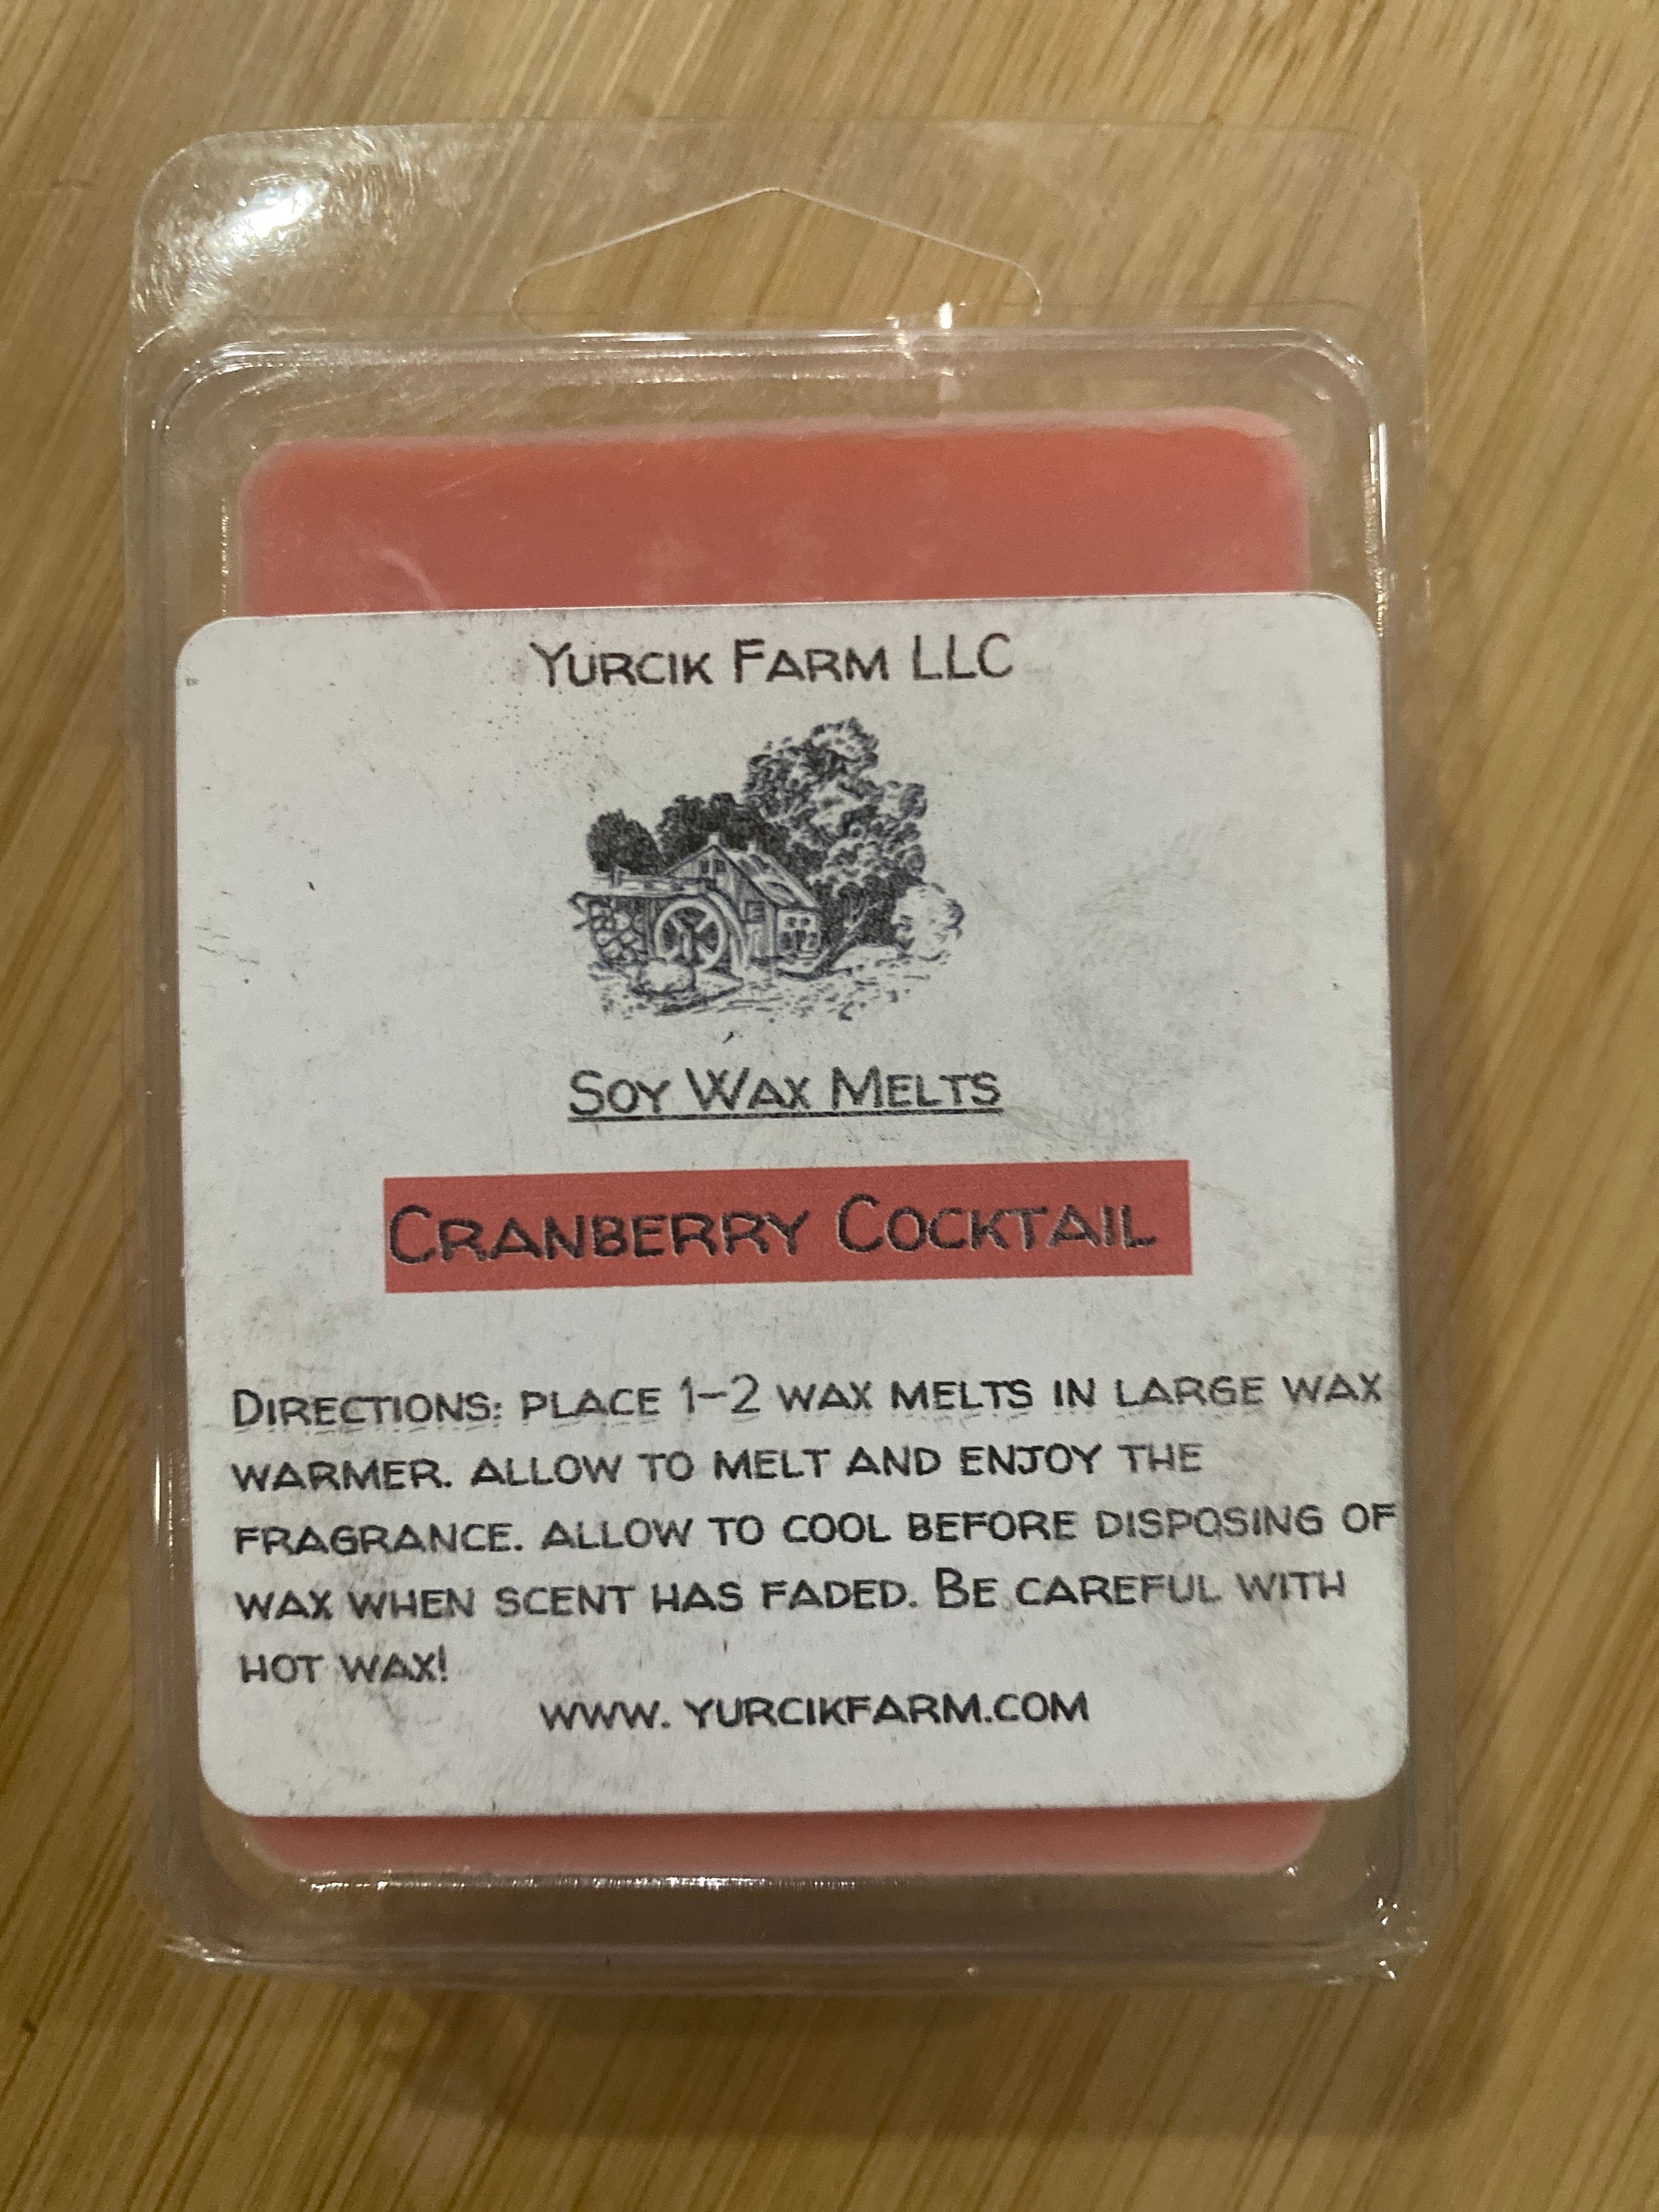 Yurcik Farm LLC
Soy Wax Melts
Cranberry Cocktail
Directions: place 1-2 wax melts in large wax
warmer. allow to melt and enjoy the
fragrance. allow to cool before disposing of
wax when scent has faded. Be careful with
hot wax!
www. yurcikfarm.com